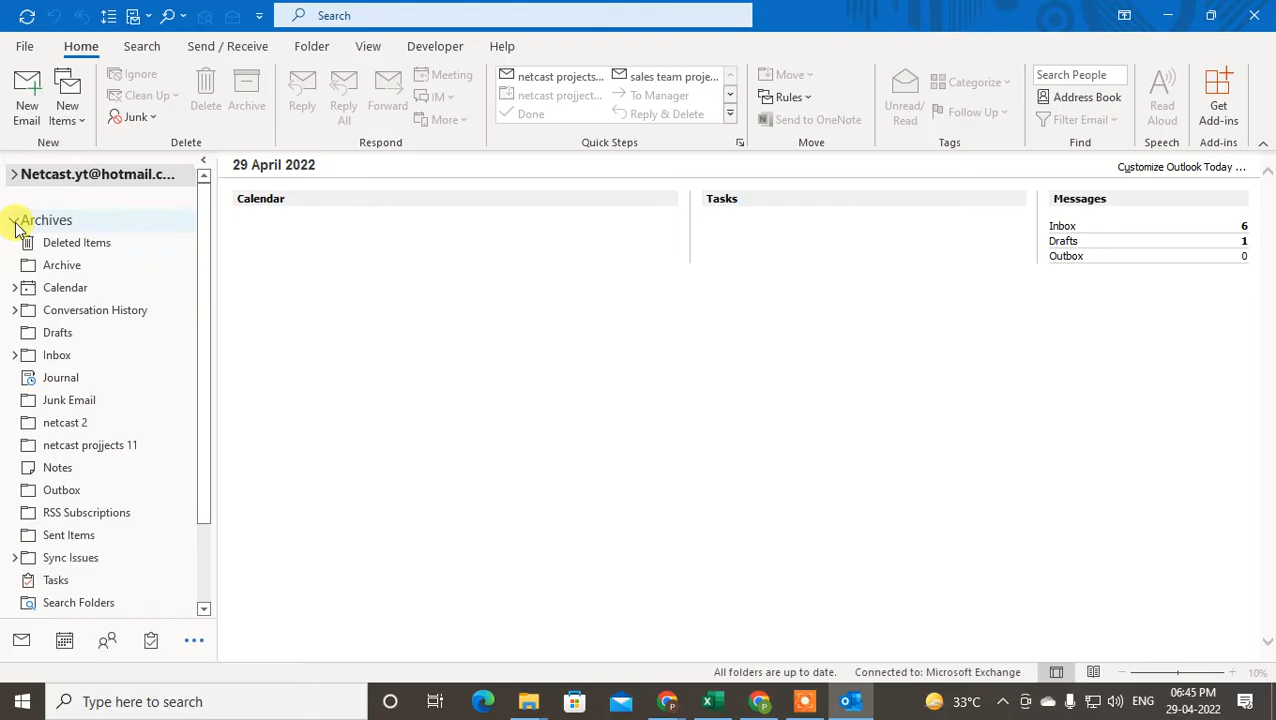 Search
File Home Search Send / Receive Folder View Developer Help
New Email
New Items
Ignore
Clean Up
Junk
Delete
Archive
Reply
Reply All
Forward
Meeting
IM
More
netcast projects...
netcast projject...
Done
sales team proje...
To Manager
Reply & Delete
Move
Rules
Send to OneNote
Unread/ Read
Categorize
Follow Up
Search People
Address Book
Filter Email
Read Aloud
Get Add-ins
New Delete Respond Quick Steps Move Tags Find Speech Add-ins
Netcast.yt@hotmail.c...
Archives
Deleted Items
Archive
Calendar
Conversation History
Drafts
Inbox
Journal
Junk Email
netcast 2
netcast projjects 11
Notes
Outbox
RSS Subscriptions
Sent Items
Sync Issues
Tasks
Search Folders
29 April 2022
Customize Outlook Today ...
Calendar
Tasks
Messages
Inbox 6
Drafts 1
Outbox 0
All folders are up to date. Connected to: Microsoft Exchange 10%
Type here to search
33°C
ENG
06:45 PM
29-04-2022